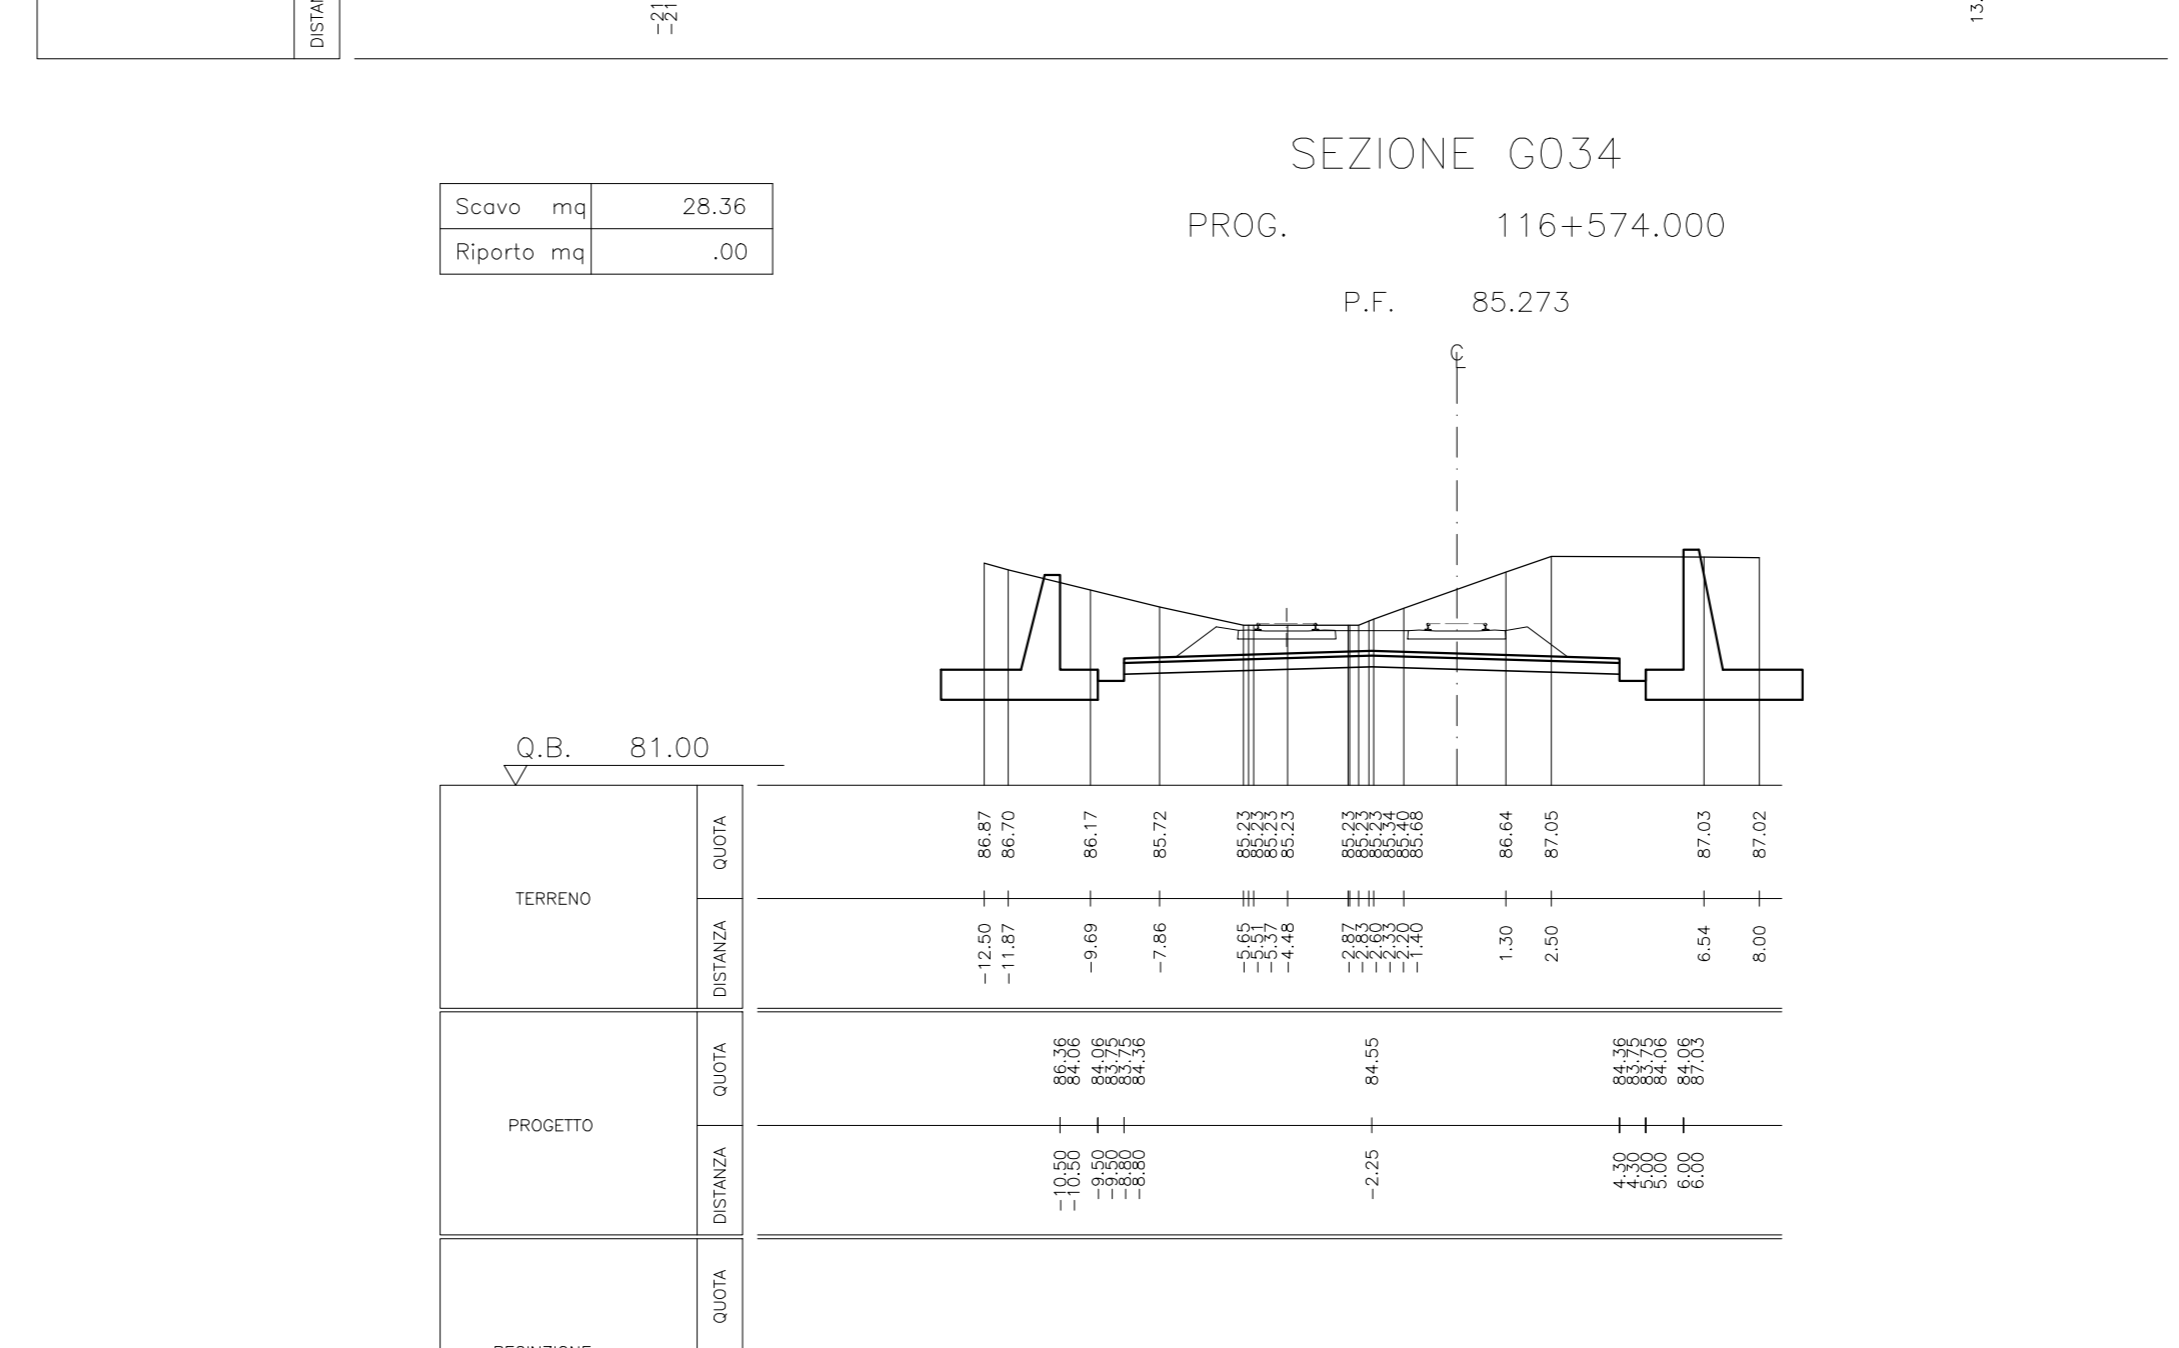 DISTAN
-21
-21
13.
SEZIONE G034
Scavo mq 28.36
Riporto mq .00
PROG. 116+574.000
P.F. 85.273
℄
Q.B. 81.00
TERRENO
QUOTA
86.87 86.70 86.17 85.72 85.23 85.23 85.23 85.23 85.23 85.23 85.23 85.34 85.40 85.68 86.64 87.05 87.03 87.02
DISTANZA
-12.50 -11.87 -9.69 -7.86 -5.65 -5.51 -5.37 -4.48 -2.87 -2.83 -2.60 -2.33 -2.20 -1.40 1.30 2.50 6.54 8.00
PROGETTO
QUOTA
86.36 84.06 84.06 83.75 83.75 84.36 84.55 84.36 83.75 83.75 84.06 84.06 87.03
DISTANZA
-10.50 -10.50 -9.50 -9.50 -8.80 -8.80 -2.25 4.30 4.30 5.00 5.00 6.00 6.00
QUOTA